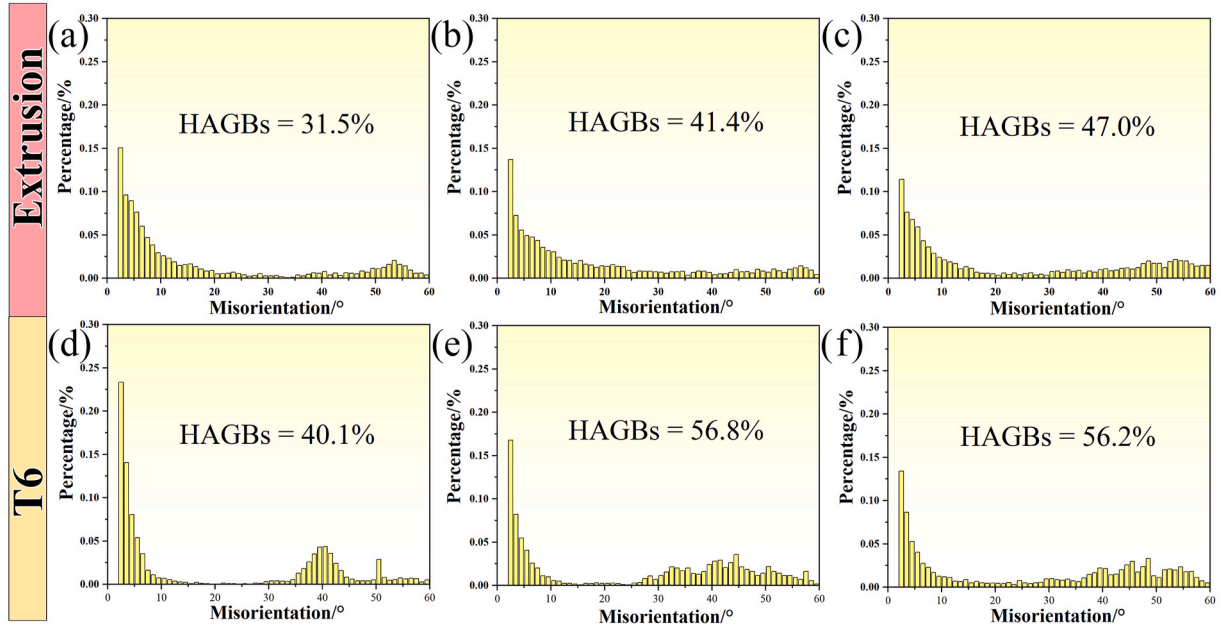 Extrusion
(a)
0.30
0.25
0.20
0.15
0.10
0.05
0.00
Percentage/%
HAGBs = 31.5%
0 10 20 30 40 50 60
Misorientation/°
(b)
0.30
0.25
0.20
0.15
0.10
0.05
0.00
Percentage/%
HAGBs = 41.4%
0 10 20 30 40 50 60
Misorientation/°
(c)
0.30
0.25
0.20
0.15
0.10
0.05
0.00
Percentage/%
HAGBs = 47.0%
0 10 20 30 40 50 60
Misorientation/°
T6
(d)
0.30
0.25
0.20
0.15
0.10
0.05
0.00
Percentage/%
HAGBs = 40.1%
0 10 20 30 40 50 60
Misorientation/°
(e)
0.30
0.25
0.20
0.15
0.10
0.05
0.00
Percentage/%
HAGBs = 56.8%
0 10 20 30 40 50 60
Misorientation/°
(f)
0.30
0.25
0.20
0.15
0.10
0.05
0.00
Percentage/%
HAGBs = 56.2%
0 10 20 30 40 50 60
Misorientation/°